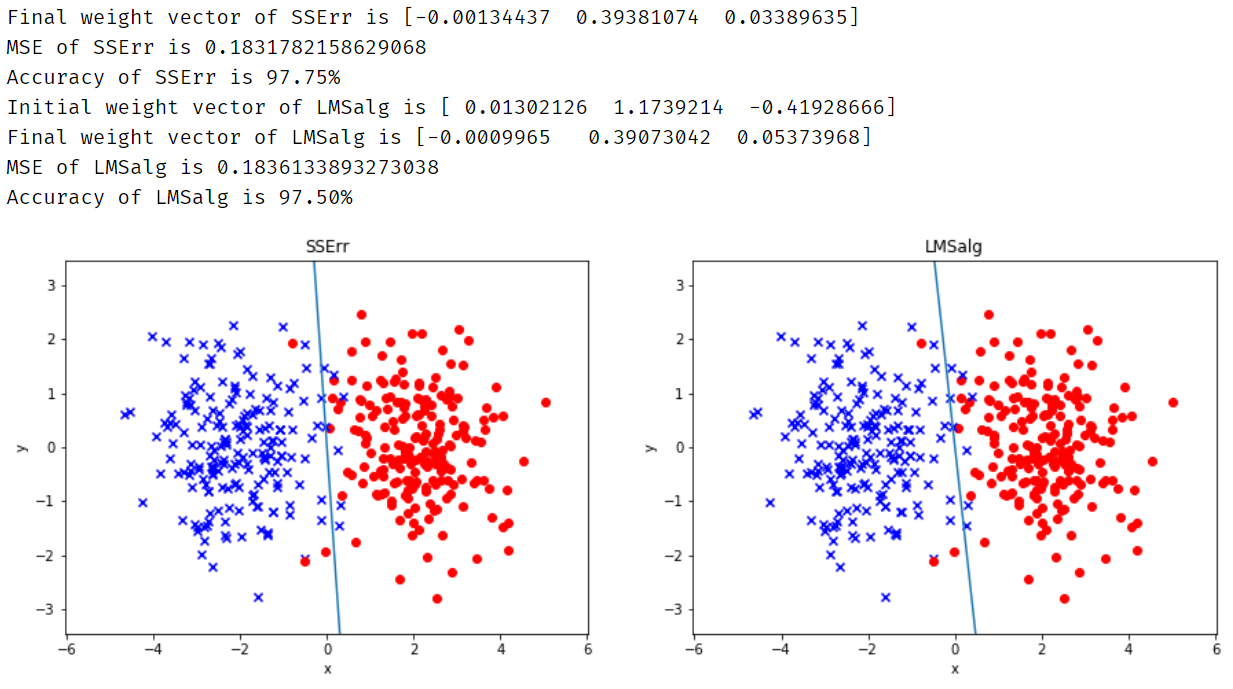 Final weight vector of SSErr is [-0.00134437  0.39381074  0.03389635]
MSE of SSErr is 0.1831782158629068
Accuracy of SSErr is 97.75%
Initial weight vector of LMSalg is [ 0.01302126  1.1739214  -0.41928666]
Final weight vector of LMSalg is [-0.0009965   0.39073042  0.05373968]
MSE of LMSalg is 0.1836133893273038
Accuracy of LMSalg is 97.50%
SSErr
3
2
1
0
−1
−2
−3
y
−6 −4 −2 0 2 4 6
x
LMSalg
3
2
1
0
−1
−2
−3
y
−6 −4 −2 0 2 4 6
x